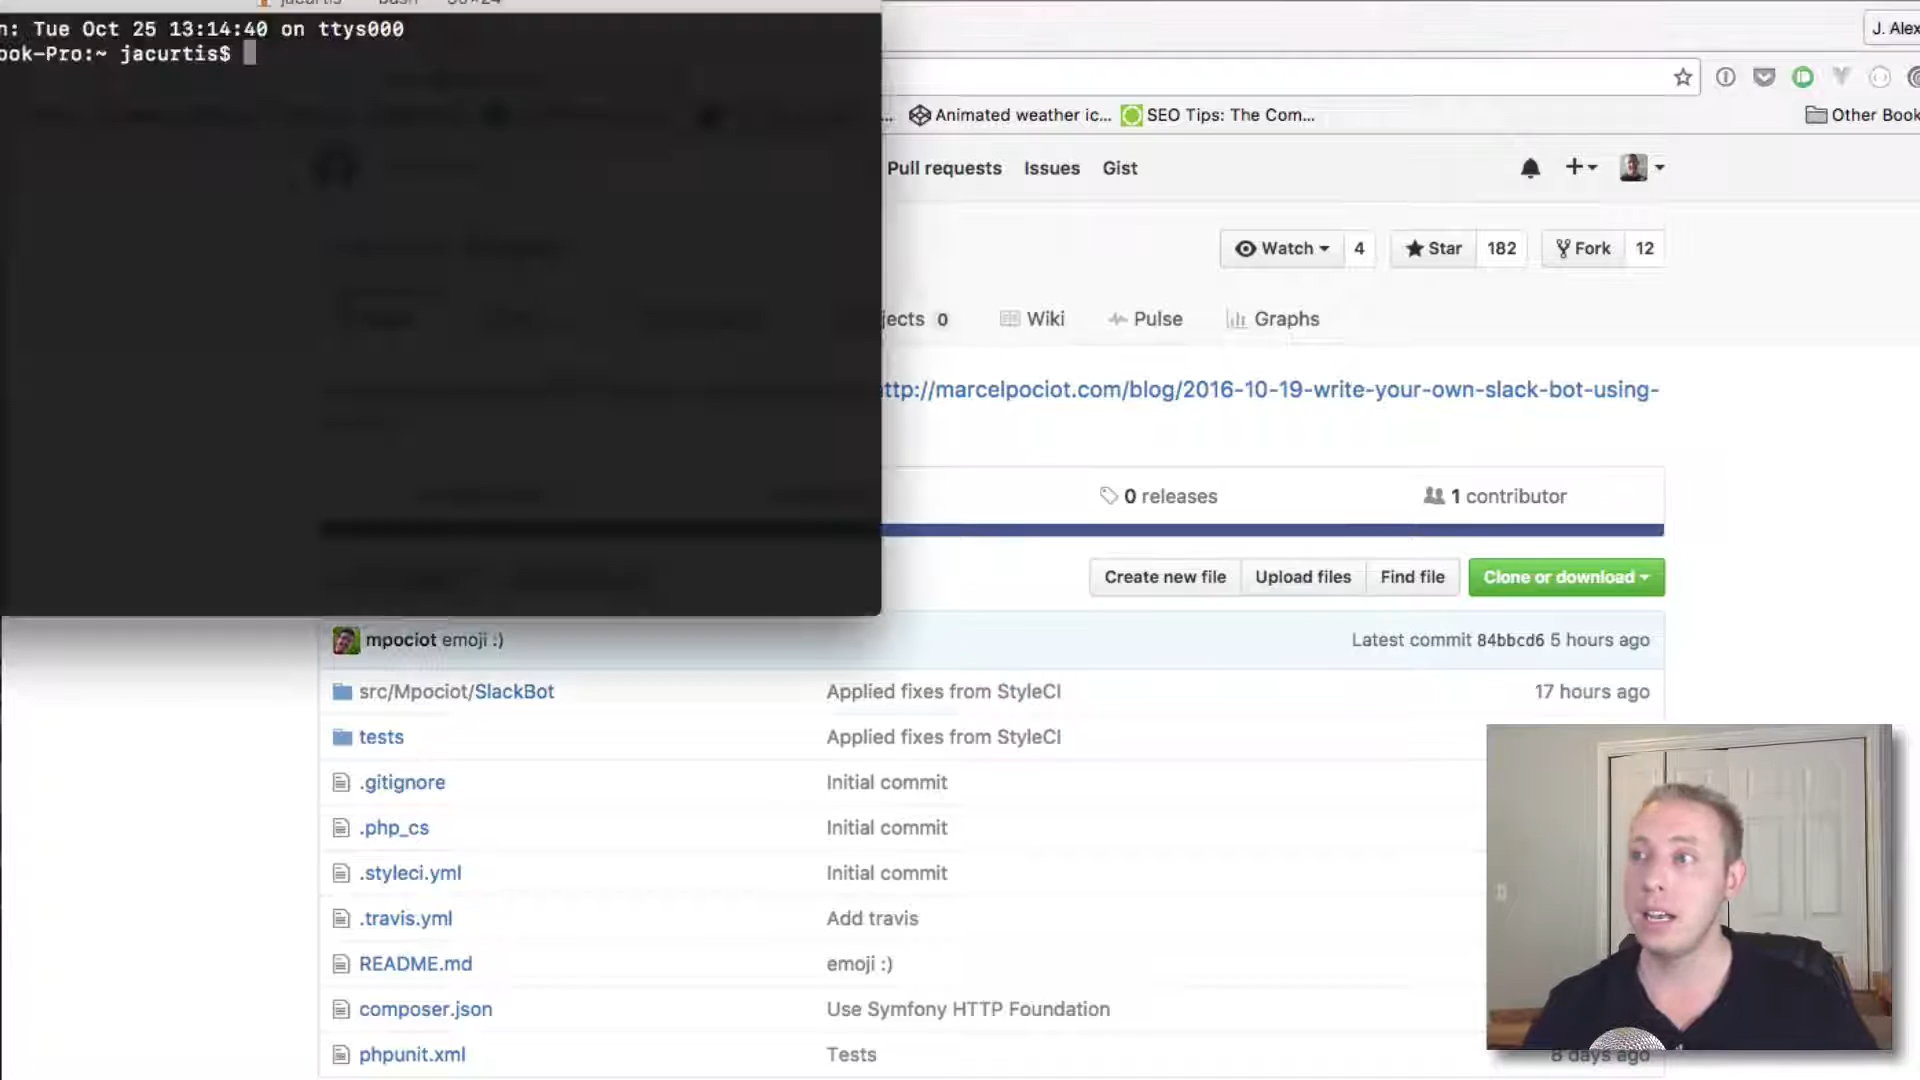 jacurtis — bash — 80×24
n: Tue Oct 25 13:14:40 on ttys000
ook-Pro:~ jacurtis$
J. Alex
... Animated weather ic... SEO Tips: The Com... Other Book
Pull requests Issues Gist
Watch 4 Star 182 Fork 12
jects 0 Wiki Pulse Graphs
ttp://marcelpociot.com/blog/2016-10-19-write-your-own-slack-bot-using-
0 releases 1 contributor
Create new file Upload files Find file Clone or download
mpociot emoji :) Latest commit 84bbcd6 5 hours ago
src/Mpociot/SlackBot Applied fixes from StyleCI 17 hours ago
tests Applied fixes from StyleCI
.gitignore Initial commit
.php_cs Initial commit
.styleci.yml Initial commit
.travis.yml Add travis
README.md emoji :)
composer.json Use Symfony HTTP Foundation
phpunit.xml Tests 8 days ago